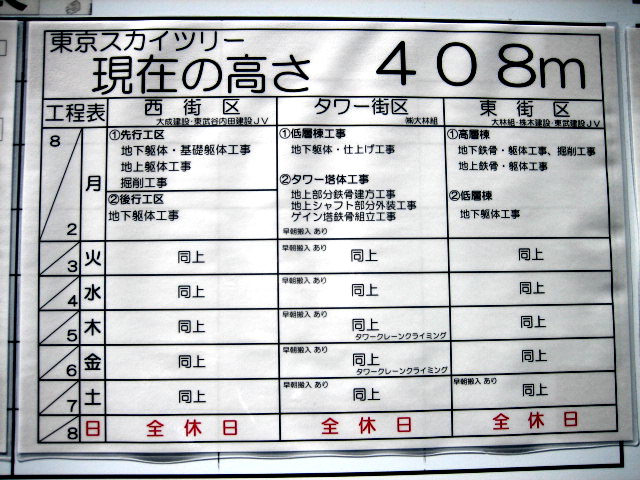 東京スカイツリー
現在の高さ 408m
工程表 西街区 タワー街区 東街区
大成建設・東武谷内田建設JV ㈱大林組 大林組・株木建設・東武建設JV
8/2 月
①先行工区
地下躯体・基礎躯体工事
地上躯体工事
掘削工事
②後行工区
地下躯体工事
①低層棟工事
地下躯体・仕上げ工事
②タワー塔体工事
地上部分鉄骨建方工事
地上シャフト部分外装工事
ゲイン塔鉄骨組立工事
早朝搬入 あり
①高層棟
地下鉄骨・躯体工事、掘削工事
地上鉄骨・躯体工事
②低層棟
地下躯体工事
3 火 同上 早朝搬入 あり 同上 同上
4 水 同上 早朝搬入 あり 同上 同上
5 木 同上 早朝搬入 あり 同上 タワークレーンクライミング 同上
6 金 同上 早朝搬入 あり 同上 タワークレーンクライミング 同上
7 土 同上 早朝搬入 あり 同上 早朝搬入 あり 同上
8 日 全休日 全休日 全休日